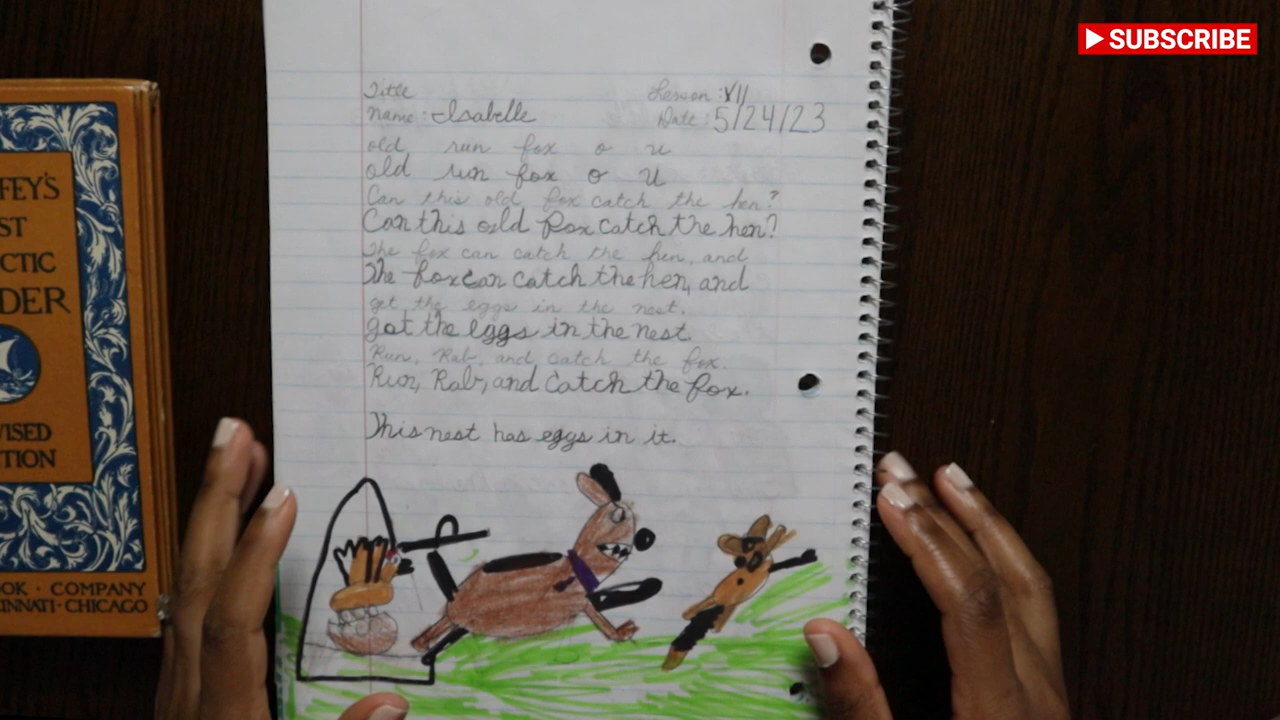 SUBSCRIBE
FEY'S
ST
CTIC
DER
VISED
TION
OOK · COMPANY
CINNATI · CHICAGO
Title
Lesson: VII
Name: Isabelle
Date: 5/24/23
old run fox o u
old run fox o u
Can this old fox catch the hen?
Can this old fox catch the hen?
The fox can catch the hen, and
The fox can catch the hen, and
get the eggs in the nest.
get the eggs in the nest.
Run, Rab, and catch the fox.
Run, Rab, and catch the fox.
This nest has eggs in it.